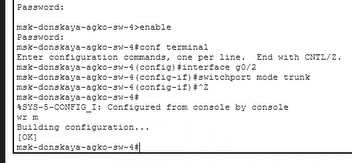 Password:
msk-donskaya-agko-sw-4>enable
Password:
msk-donskaya-agko-sw-4#conf terminal
Enter configuration commands, one per line.  End with CNTL/Z.
msk-donskaya-agko-sw-4(config)#interface g0/2
msk-donskaya-agko-sw-4(config-if)#switchport mode trunk
msk-donskaya-agko-sw-4(config-if)#^Z
msk-donskaya-agko-sw-4#
%SYS-5-CONFIG_I: Configured from console by console
wr m
Building configuration...
[OK]
msk-donskaya-agko-sw-4#